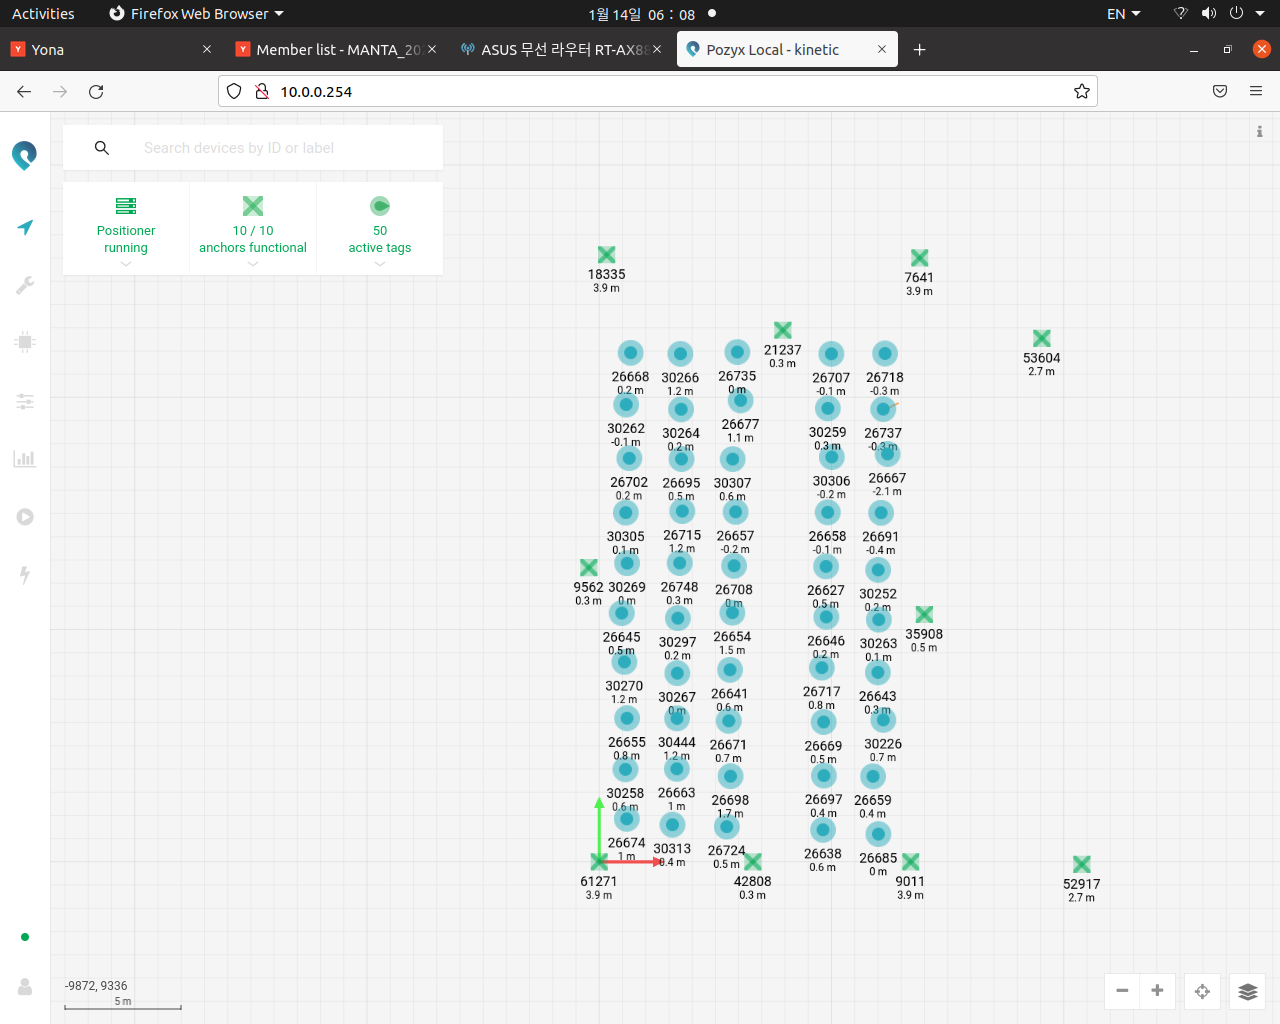 Activities
Firefox Web Browser
1월 14일 06 : 08
EN
Yona
Member list - MANTA_20
ASUS 무선 라우터 RT-AX88
Pozyx Local - kinetic
10.0.0.254
Search devices by ID or label
Positioner running
10 / 10 anchors functional
50 active tags
18335
3.9 m
7641
3.9 m
21237
0.3 m
53604
2.7 m
26668
0.2 m
30266
1.2 m
26735
0 m
26707
-0.1 m
26718
-0.3 m
30262
-0.1 m
30264
0.2 m
26677
1.1 m
30259
0.3 m
26737
-0.3 m
26702
0.2 m
26695
0.5 m
30307
0.6 m
30306
-0.2 m
26667
-2.1 m
30305
0.1 m
26715
1.2 m
26657
-0.2 m
26658
-0.1 m
26691
-0.4 m
9562
0.3 m
30269
0 m
26748
0.3 m
26708
0 m
26627
0.5 m
30252
0.2 m
26645
0.5 m
30297
0.2 m
26654
1.5 m
26646
0.2 m
30263
0.1 m
35908
0.5 m
30270
1.2 m
30267
0 m
26641
0.6 m
26717
0.8 m
26643
0.3 m
26655
0.8 m
30444
1.2 m
26671
0.7 m
26669
0.5 m
30226
0.7 m
30258
0.6 m
26663
1 m
26698
1.7 m
26697
0.4 m
26659
0.4 m
26674
1 m
30313
0.4 m
26724
0.5 m
26638
0.6 m
26685
0 m
61271
3.9 m
42808
0.3 m
9011
3.9 m
52917
2.7 m
-9872, 9336
5 m